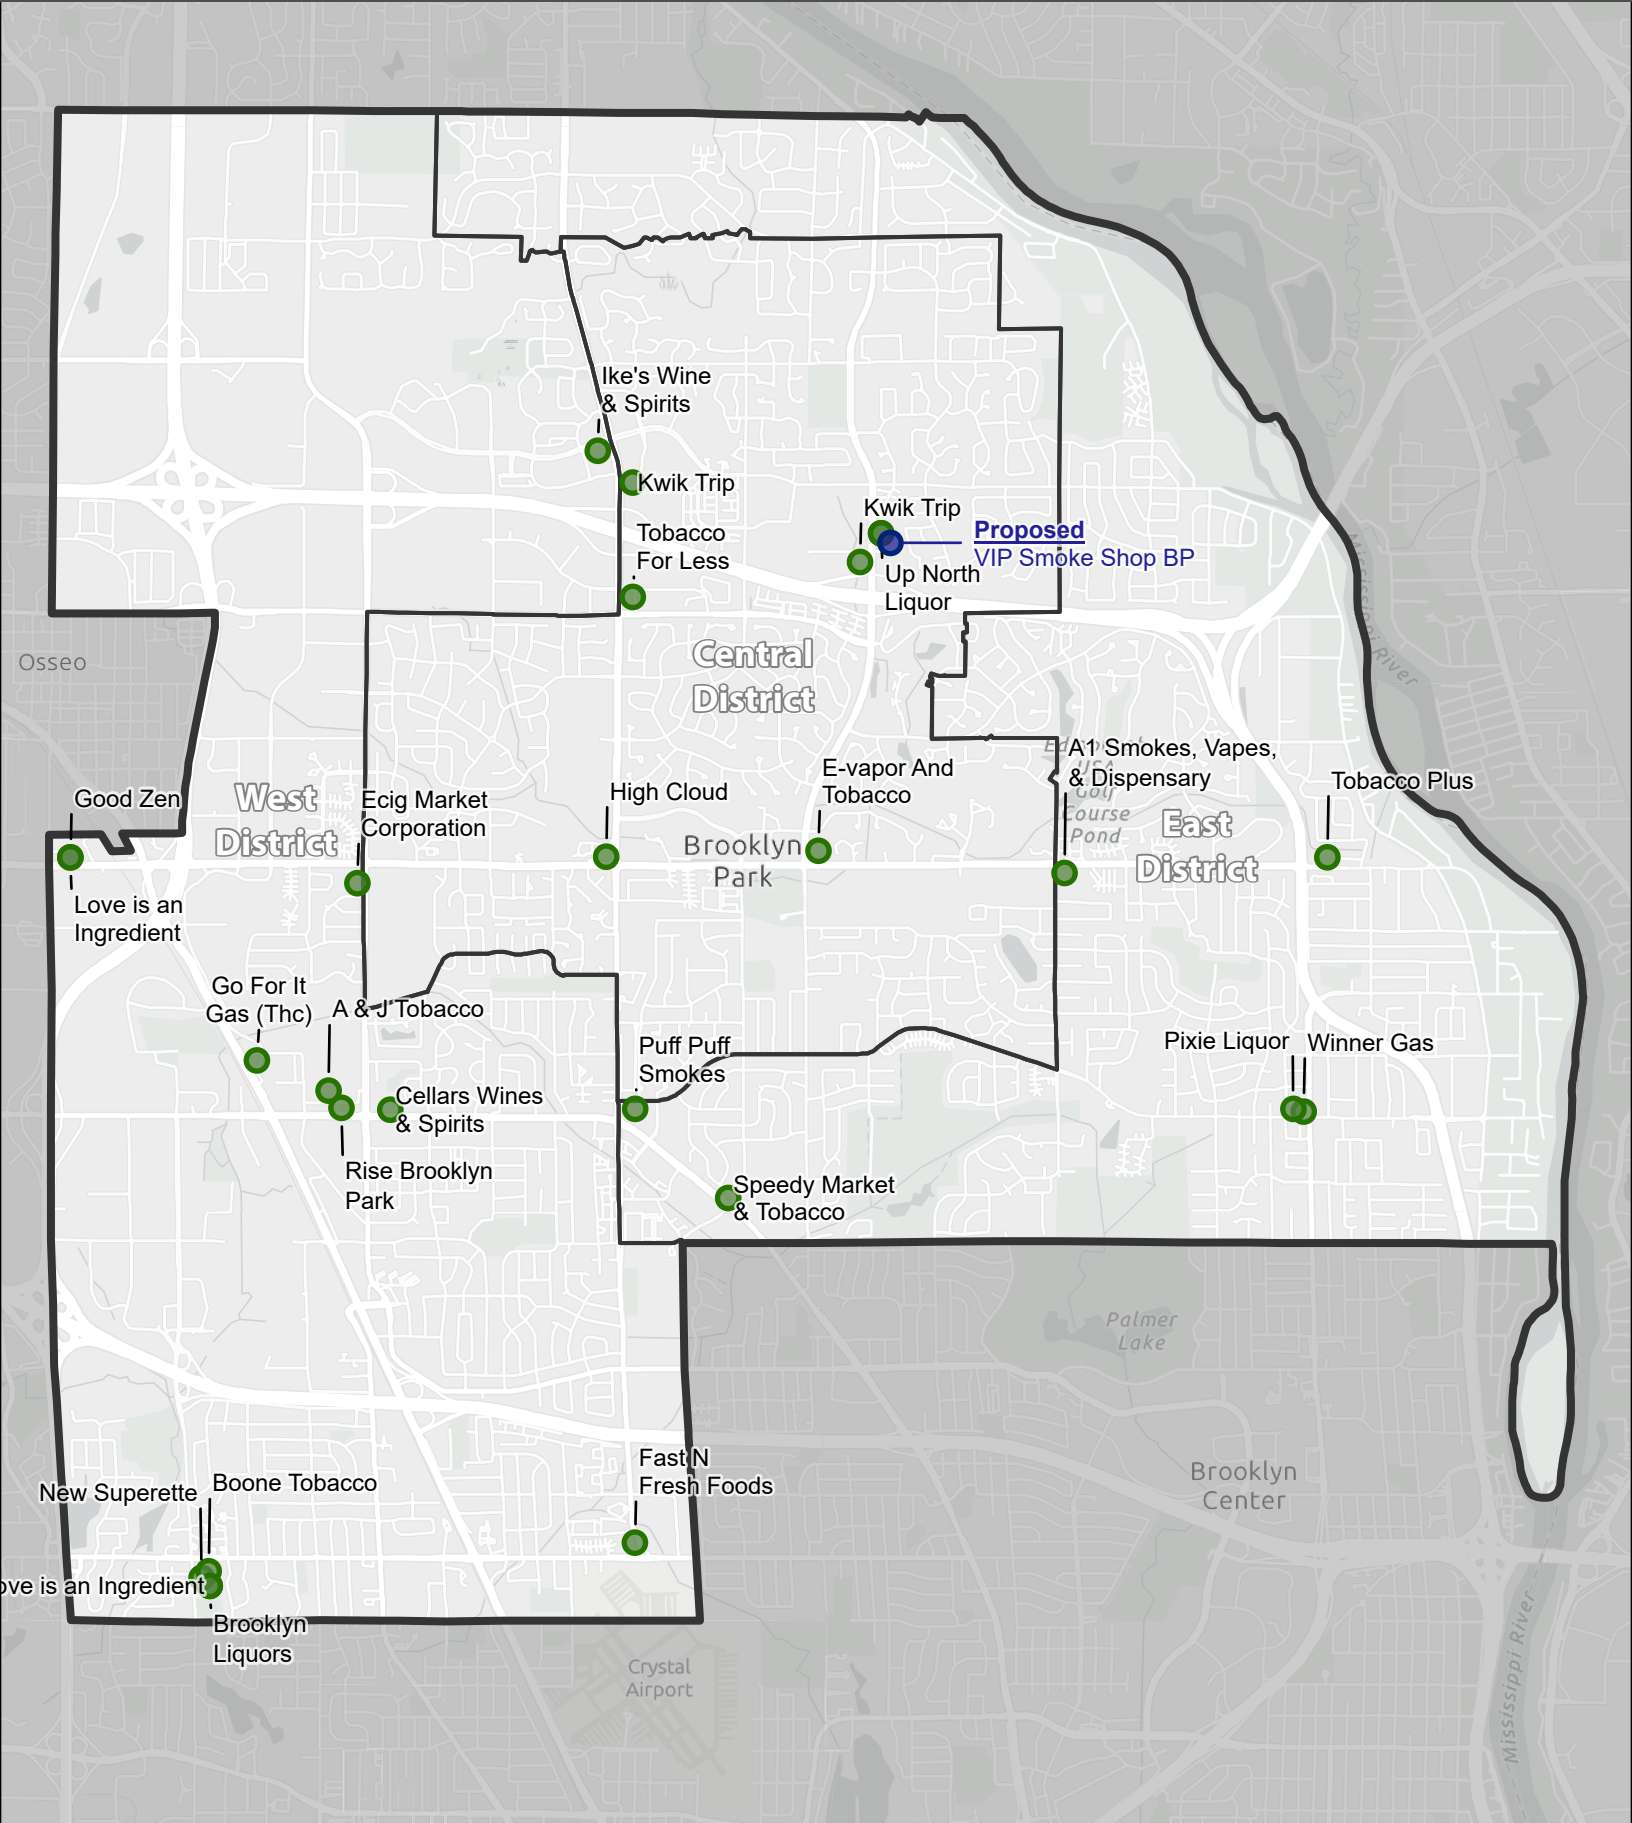 Ike's Wine
& Spirits
Kwik Trip
Tobacco
For Less
Kwik Trip
Proposed
VIP Smoke Shop BP
Up North
Liquor
Mississippi River
Osseo
Central
District
Edinburgh
USA
Golf
Course
Pond
A1 Smokes, Vapes,
& Dispensary
Tobacco Plus
E-vapor And
Tobacco
High Cloud
Good Zen
West
District
Ecig Market
Corporation
East
District
Brooklyn
Park
Love is an
Ingredient
Go For It
Gas (Thc)
A & J Tobacco
Puff Puff
Smokes
Pixie Liquor
Winner Gas
Cellars Wines
& Spirits
Rise Brooklyn
Park
Speedy Market
& Tobacco
Palmer
Lake
Fast N
Fresh Foods
Brooklyn
Center
New Superette
Boone Tobacco
ove is an Ingredient
Brooklyn
Liquors
Crystal
Airport
Mississippi River